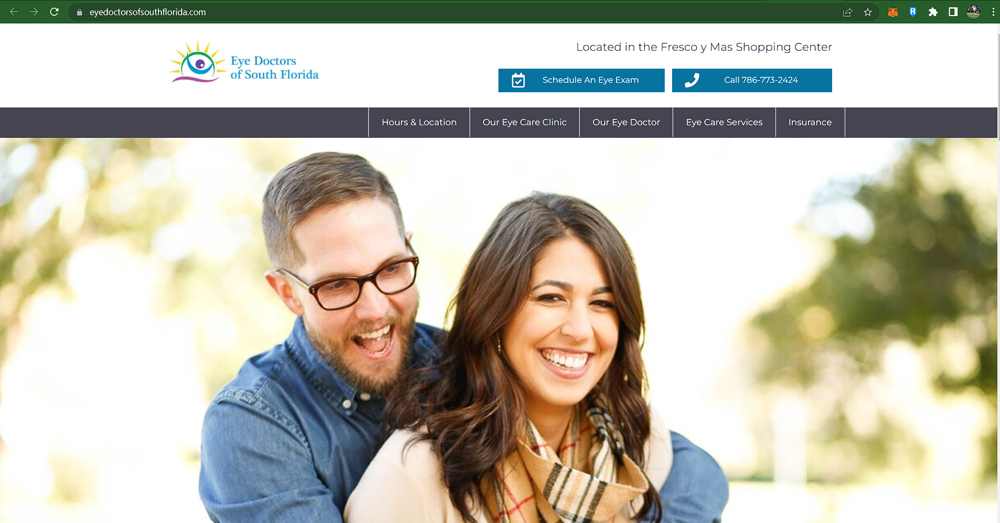 eyedoctorsofsouthflorida.com
Located in the Fresco y Mas Shopping Center
Eye Doctors
of South Florida
Schedule An Eye Exam
Call 786-773-2424
Hours & Location
Our Eye Care Clinic
Our Eye Doctor
Eye Care Services
Insurance